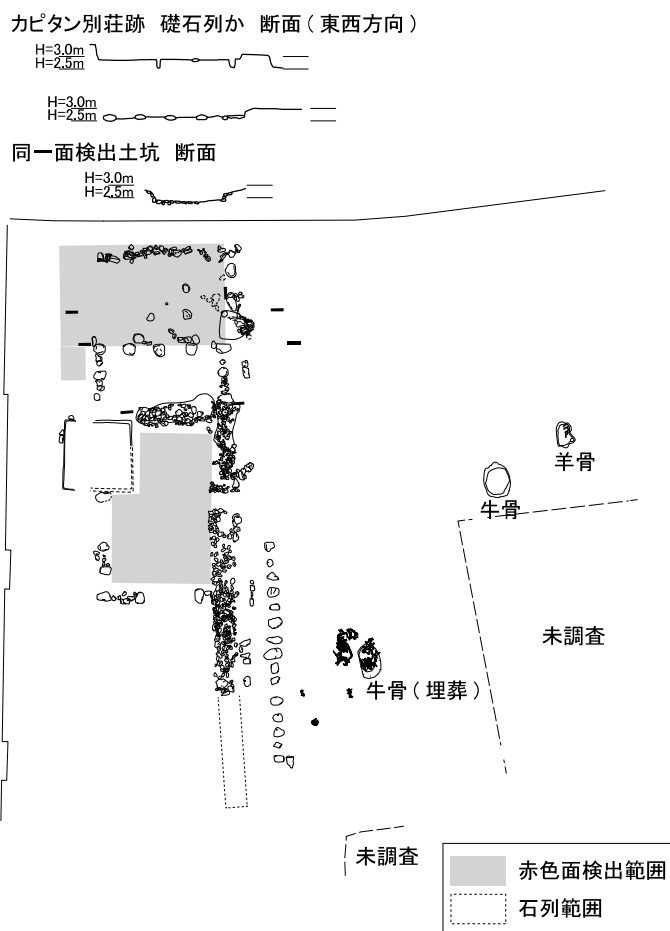 カピタン別荘跡 礎石列か 断面(東西方向)
H=3.0m
H=2.5m
H=3.0m
H=2.5m
同一面検出土坑 断面
H=3.0m
H=2.5m
羊骨
牛骨
未調査
牛骨(埋葬)
未調査
赤色面検出範囲
石列範囲